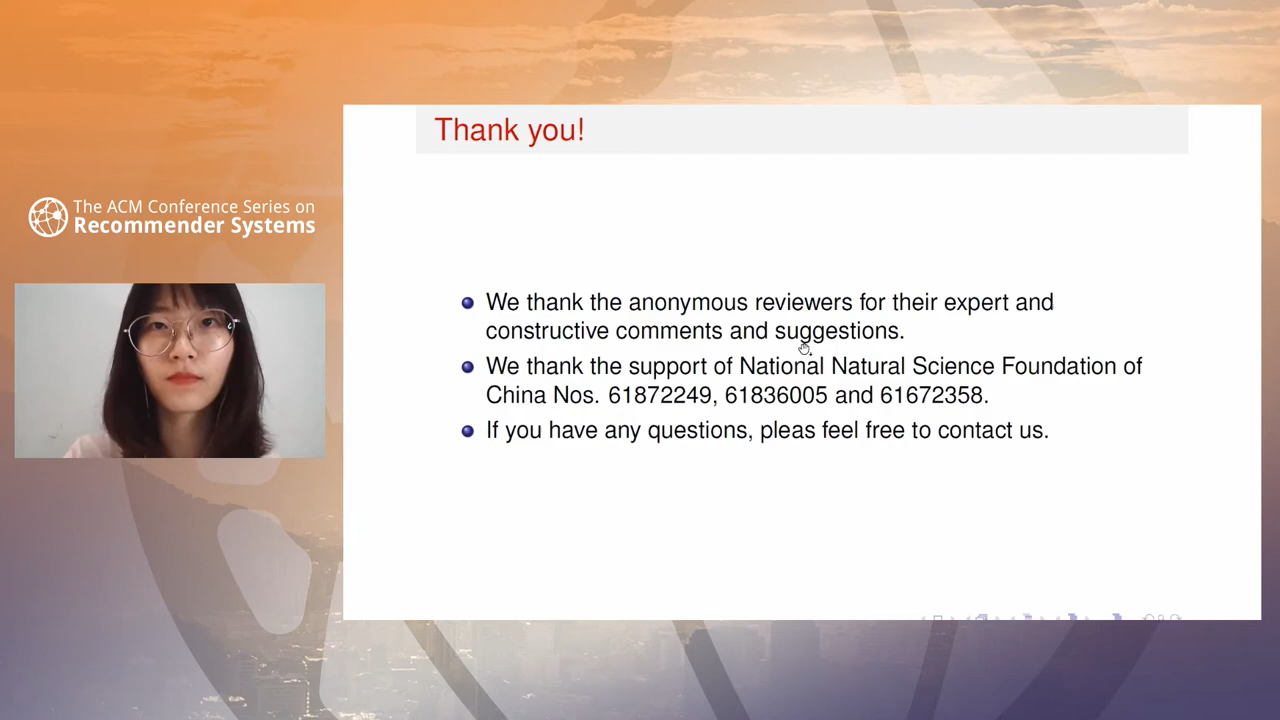 Thank you!
The ACM Conference Series on
Recommender Systems
We thank the anonymous reviewers for their expert and
constructive comments and suggestions.
We thank the support of National Natural Science Foundation of
China Nos. 61872249, 61836005 and 61672358.
If you have any questions, pleas feel free to contact us.